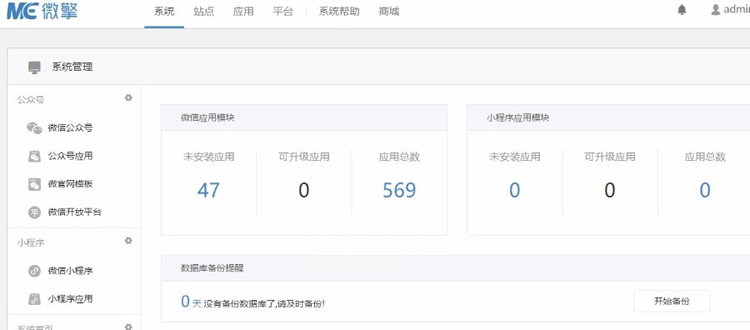 WE 微擎 系统 站点 应用 平台 系统帮助 商城 admin
系统管理
公众号
微信公众号
公众号应用
微官网模板
微信开放平台
小程序
微信小程序
小程序应用
系统首页
微信应用模块
未安装应用 可升级应用 应用总数
47 0 569
小程序应用模块
未安装应用 可升级应用 应用总数
0 0 0
数据库备份提醒
0 天 没有备份数据库了,请及时备份!
开始备份